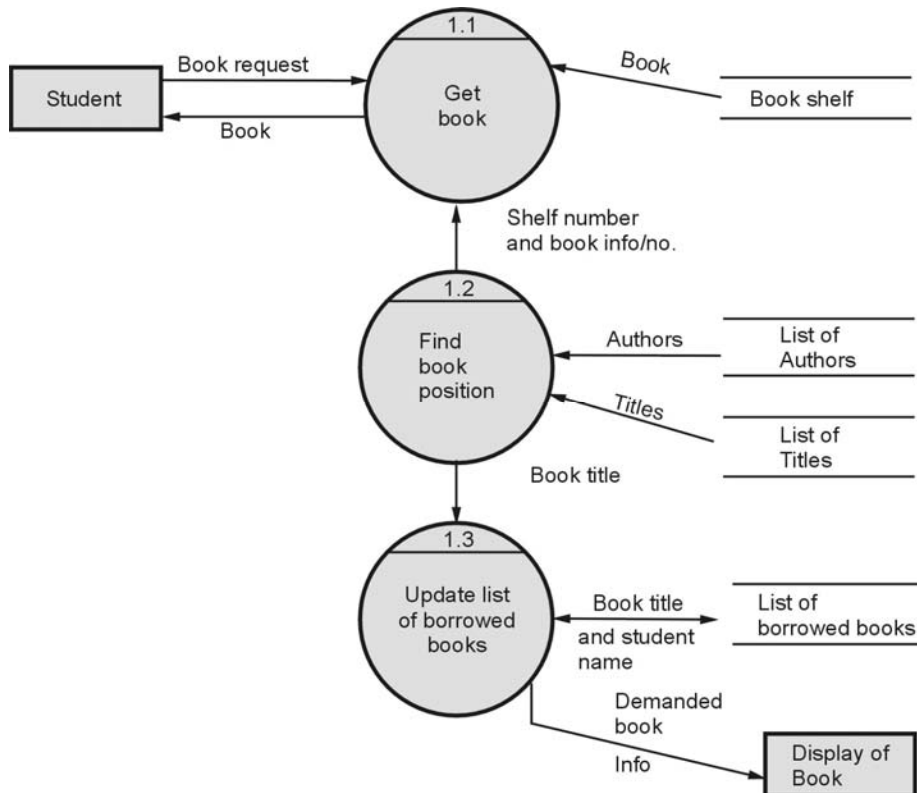 1.1
Book request
Student
Get
book
Book
Book
Book shelf
Shelf number
and book info/no.
1.2
Find
book
position
Authors
List of
Authors
Titles
List of
Titles
Book title
1.3
Update list
of borrowed
books
Book title
and student
name
List of
borrowed books
Demanded
book
Info
Display of
Book